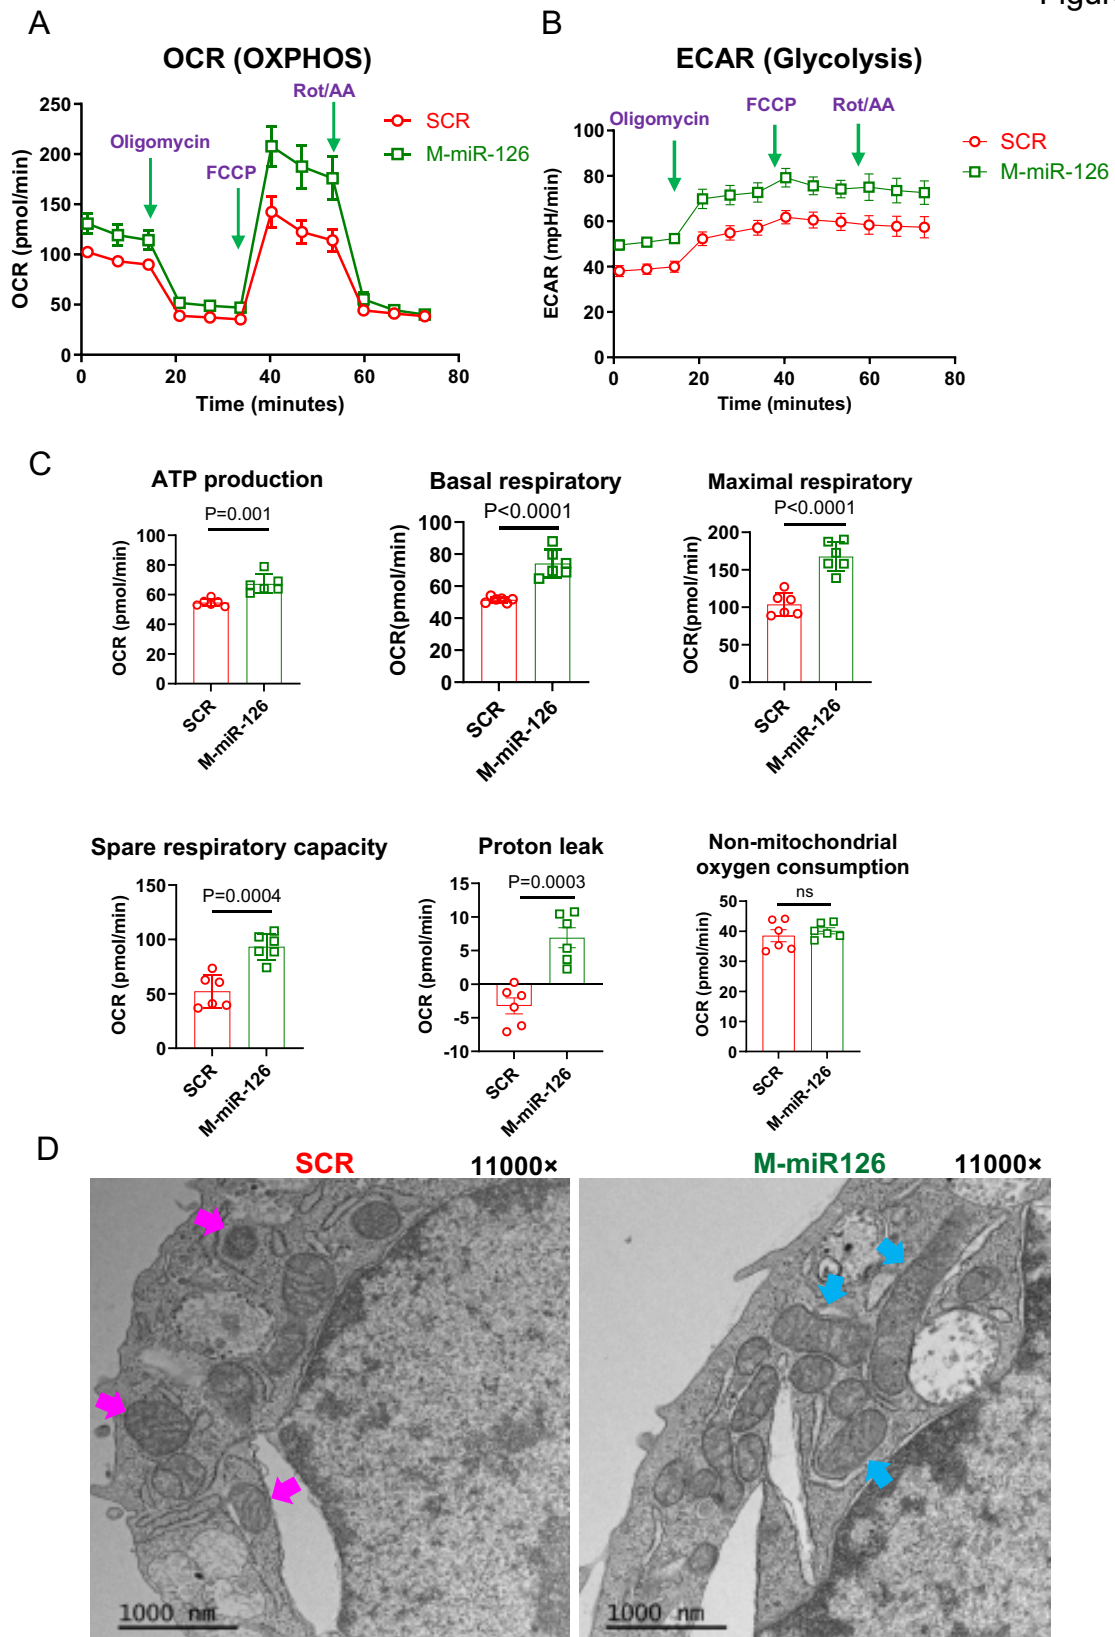 Figur
A
OCR (OXPHOS)
OCR (pmol/min)
250
200
150
100
50
0
0 20 40 60 80
Time (minutes)
Oligomycin
FCCP
Rot/AA
SCR
M-miR-126
B
ECAR (Glycolysis)
ECAR (mpH/min)
100
80
60
40
20
0
0 20 40 60 80
Time (minutes)
Oligomycin
FCCP
Rot/AA
SCR
M-miR-126
C
ATP production
P=0.001
OCR (pmol/min)
100
80
60
40
20
0
SCR
M-miR-126
Basal respiratory
P<0.0001
OCR(pmol/min)
100
80
60
40
20
0
SCR
M-miR-126
Maximal respiratory
P<0.0001
OCR(pmol/min)
200
150
100
50
0
SCR
M-miR-126
Spare respiratory capacity
P=0.0004
OCR (pmol/min)
150
100
50
0
SCR
M-miR-126
Proton leak
P=0.0003
OCR (pmol/min)
15
10
5
0
-5
-10
SCR
M-miR-126
Non-mitochondrial
oxygen consumption
ns
OCR (pmol/min)
50
40
30
20
10
0
SCR
M-miR-126
D
SCR 11000×
M-miR126 11000×
1000 nm
1000 nm